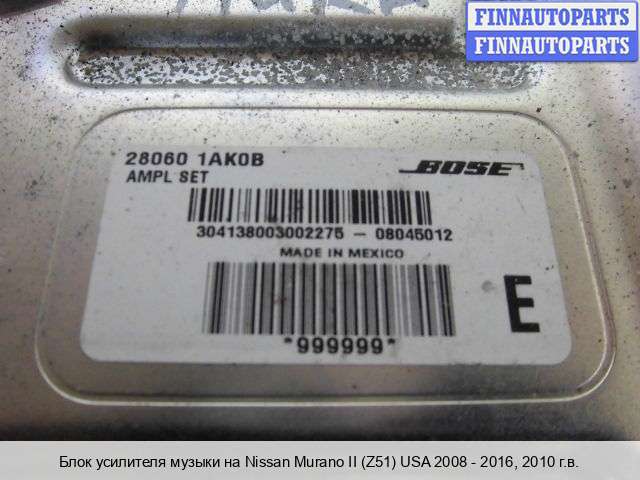 FINNAUTOPARTS
FINNAUTOPARTS
28060 1AK0B
BOSE
AMPL SET
304138003002275 - 08045012
MADE IN MEXICO
E
*999999*
Блок усилителя музыки на Nissan Murano II (Z51) USA 2008 - 2016, 2010 г.в.